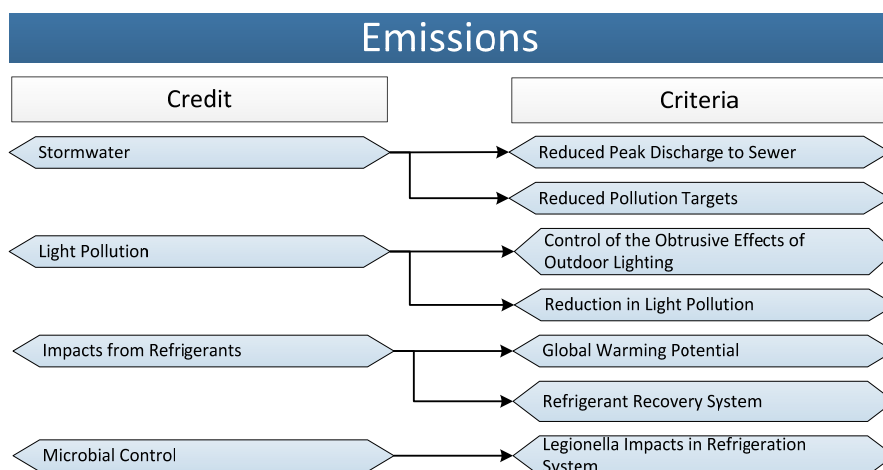 Emissions
Credit
Criteria
Stormwater
Reduced Peak Discharge to Sewer
Reduced Pollution Targets
Light Pollution
Control of the Obtrusive Effects of
Outdoor Lighting
Reduction in Light Pollution
Impacts from Refrigerants
Global Warming Potential
Refrigerant Recovery System
Microbial Control
Legionella Impacts in Refrigeration
System